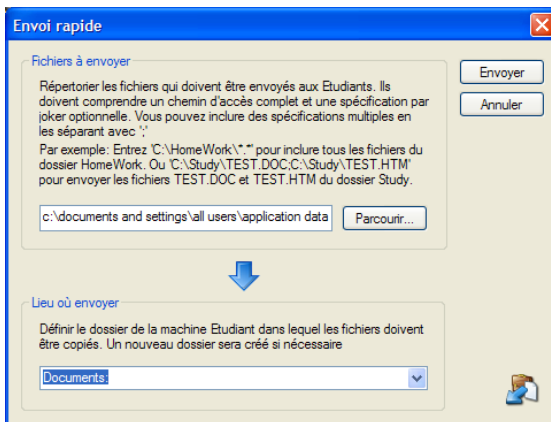 Envoi rapide
Fichiers à envoyer
Répertorier les fichiers qui doivent être envoyés aux Etudiants. Ils
doivent comprendre un chemin d'accès complet et une spécification par
joker optionnelle. Vous pouvez inclure des spécifications multiples en
les séparant avec ';'
Par exemple: Entrez 'C:\HomeWork\*.*' pour inclure tous les fichiers du
dossier HomeWork. Ou 'C:\Study\TEST.DOC;C:\Study\TEST.HTM'
pour envoyer les fichiers TEST.DOC et TEST.HTM du dossier Study.
c:\documents and settings\all users\application data
Parcourir...
Envoyer
Annuler
Lieu où envoyer
Définir le dossier de la machine Etudiant dans lequel les fichiers doivent
être copiés. Un nouveau dossier sera créé si nécessaire
Documents: